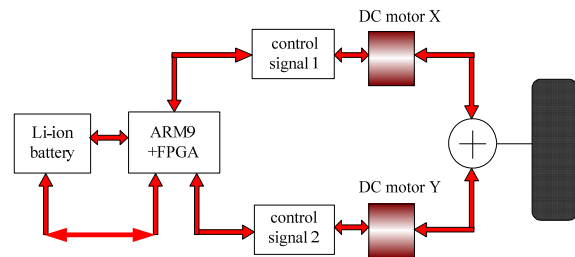 DC motor X
control
signal 1
Li-ion
battery
ARM9
+FPGA
DC motor Y
control
signal 2